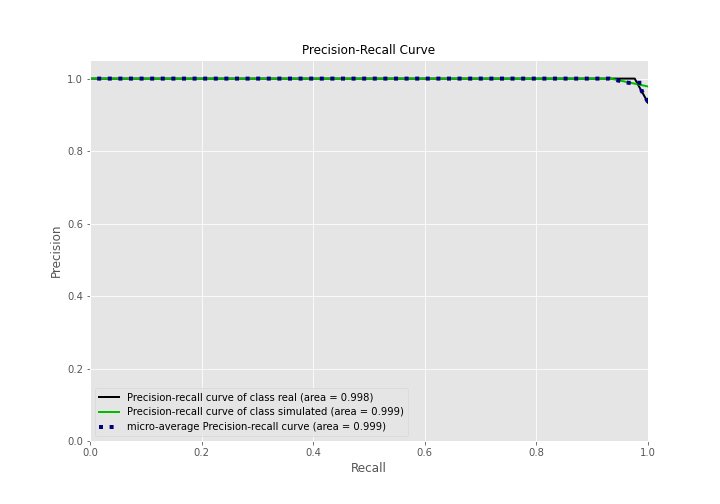 Precision-Recall Curve
1.0
0.8
0.6
0.4
0.2
0.0
Precision
Precision-recall curve of class real (area = 0.998)
Precision-recall curve of class simulated (area = 0.999)
micro-average Precision-recall curve (area = 0.999)
0.0 0.2 0.4 0.6 0.8 1.0
Recall